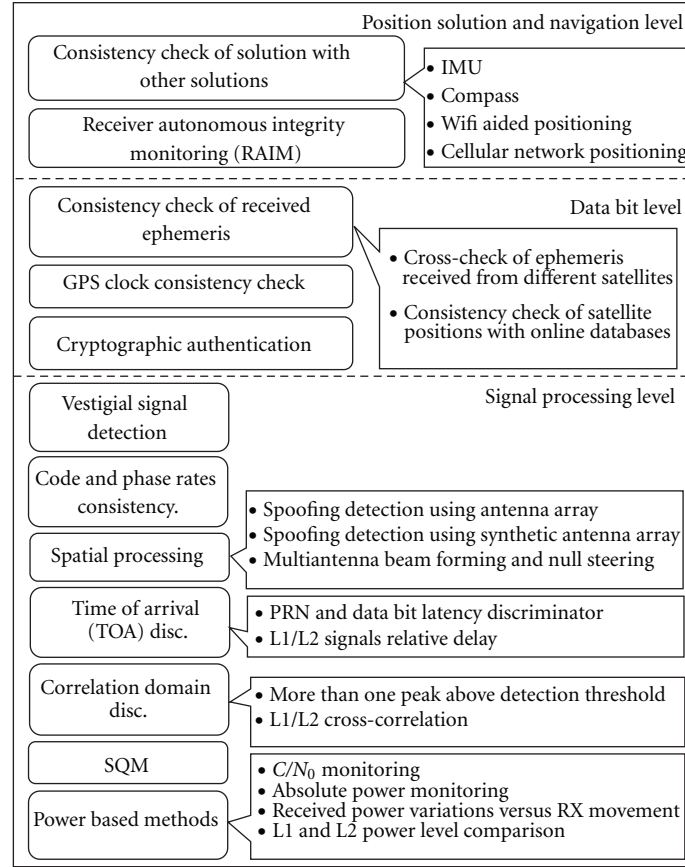 Position solution and navigation level
Consistency check of solution with
other solutions
• IMU
• Compass
• Wifi aided positioning
• Cellular network positioning
Receiver autonomous integrity
monitoring (RAIM)
Data bit level
Consistency check of received
ephemeris
• Cross-check of ephemeris
received from different satellites
• Consistency check of satellite
positions with online databases
GPS clock consistency check
Cryptographic authentication
Signal processing level
Vestigial signal
detection
Code and phase rates
consistency.
Spatial processing
• Spoofing detection using antenna array
• Spoofing detection using synthetic antenna array
• Multiantenna beam forming and null steering
Time of arrival
(TOA) disc.
• PRN and data bit latency discriminator
• L1/L2 signals relative delay
Correlation domain
disc.
• More than one peak above detection threshold
• L1/L2 cross-correlation
SQM
Power based methods
• C/N₀ monitoring
• Absolute power monitoring
• Received power variations versus RX movement
• L1 and L2 power level comparison